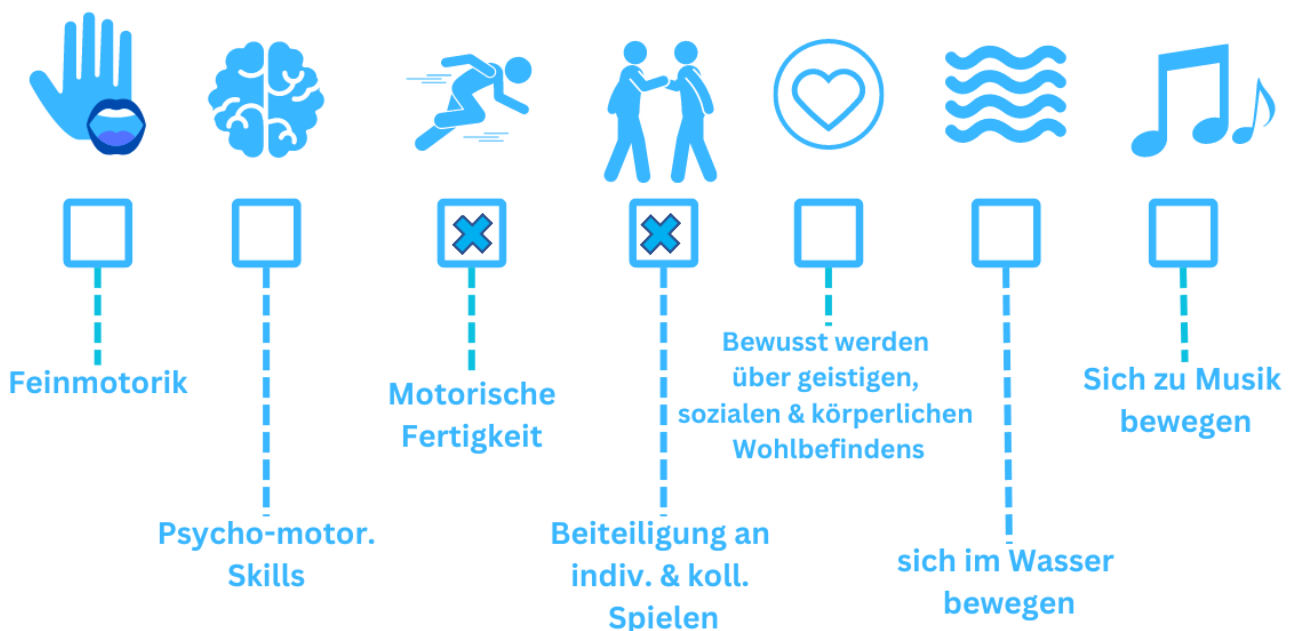 Feinmotorik
Psycho-motor.
Skills
Motorische
Fertigkeit
Beiteiligung an
indiv. & koll.
Spielen
Bewusst werden
über geistigen,
sozialen & körperlichen
Wohlbefindens
sich im Wasser
bewegen
Sich zu Musik
bewegen